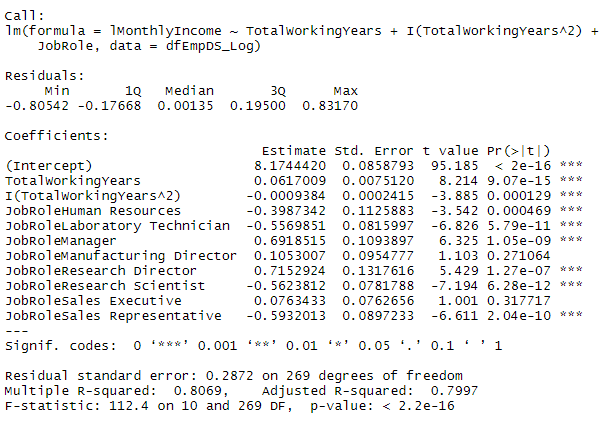 Call:
lm(formula = lMonthlyIncome ~ TotalWorkingYears + I(TotalWorkingYears^2) +
    JobRole, data = dfEmpDS_Log)
Residuals:
     Min       1Q   Median       3Q      Max
-0.80542 -0.17668  0.00135  0.19500  0.83170
Coefficients:
                                Estimate Std. Error t value Pr(>|t|)
(Intercept)                    8.1744420  0.0858793  95.185  < 2e-16 ***
TotalWorkingYears              0.0617009  0.0075120   8.214 9.07e-15 ***
I(TotalWorkingYears^2)        -0.0009384  0.0002415  -3.885 0.000129 ***
JobRoleHuman Resources        -0.3987342  0.1125883  -3.542 0.000469 ***
JobRoleLaboratory Technician  -0.5569851  0.0815997  -6.826 5.79e-11 ***
JobRoleManager                 0.6918515  0.1093897   6.325 1.05e-09 ***
JobRoleManufacturing Director  0.1053007  0.0954777   1.103 0.271064
JobRoleResearch Director       0.7152924  0.1317616   5.429 1.27e-07 ***
JobRoleResearch Scientist     -0.5623812  0.0781788  -7.194 6.28e-12 ***
JobRoleSales Executive         0.0763433  0.0762656   1.001 0.317717
JobRoleSales Representative   -0.5932013  0.0897233  -6.611 2.04e-10 ***
---
Signif. codes:  0 ‘***’ 0.001 ‘**’ 0.01 ‘*’ 0.05 ‘.’ 0.1 ‘ ’ 1
Residual standard error: 0.2872 on 269 degrees of freedom
Multiple R-squared:  0.8069,    Adjusted R-squared:  0.7997
F-statistic: 112.4 on 10 and 269 DF,  p-value: < 2.2e-16